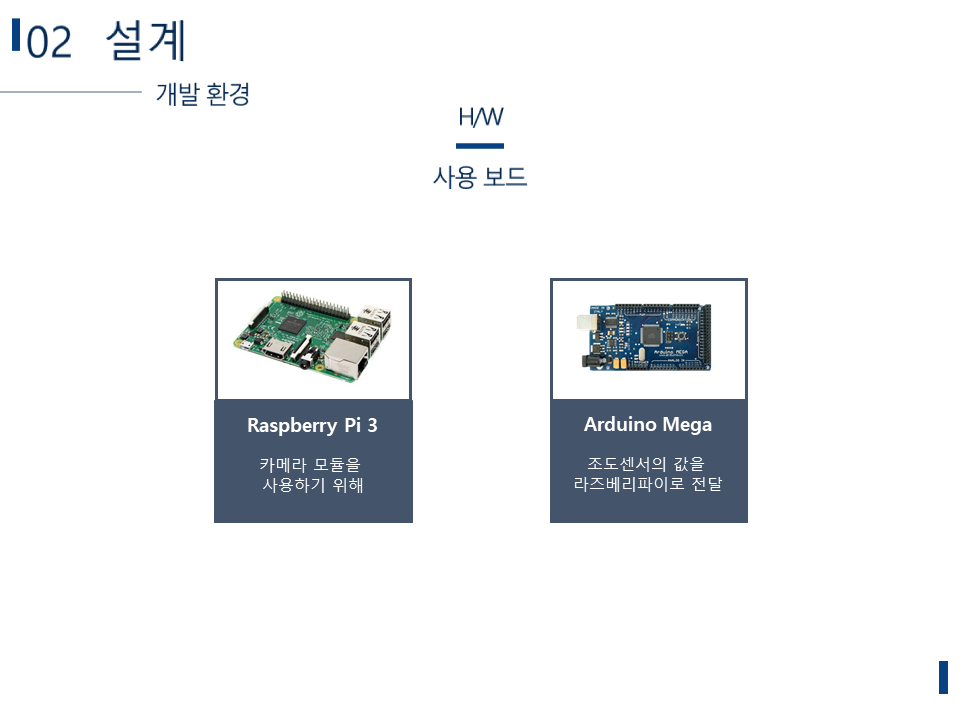 02 설계
개발 환경
H/W
사용 보드
Raspberry Pi 3
카메라 모듈을
사용하기 위해
Arduino Mega
조도센서의 값을
라즈베리파이로 전달
Arduino MEGA